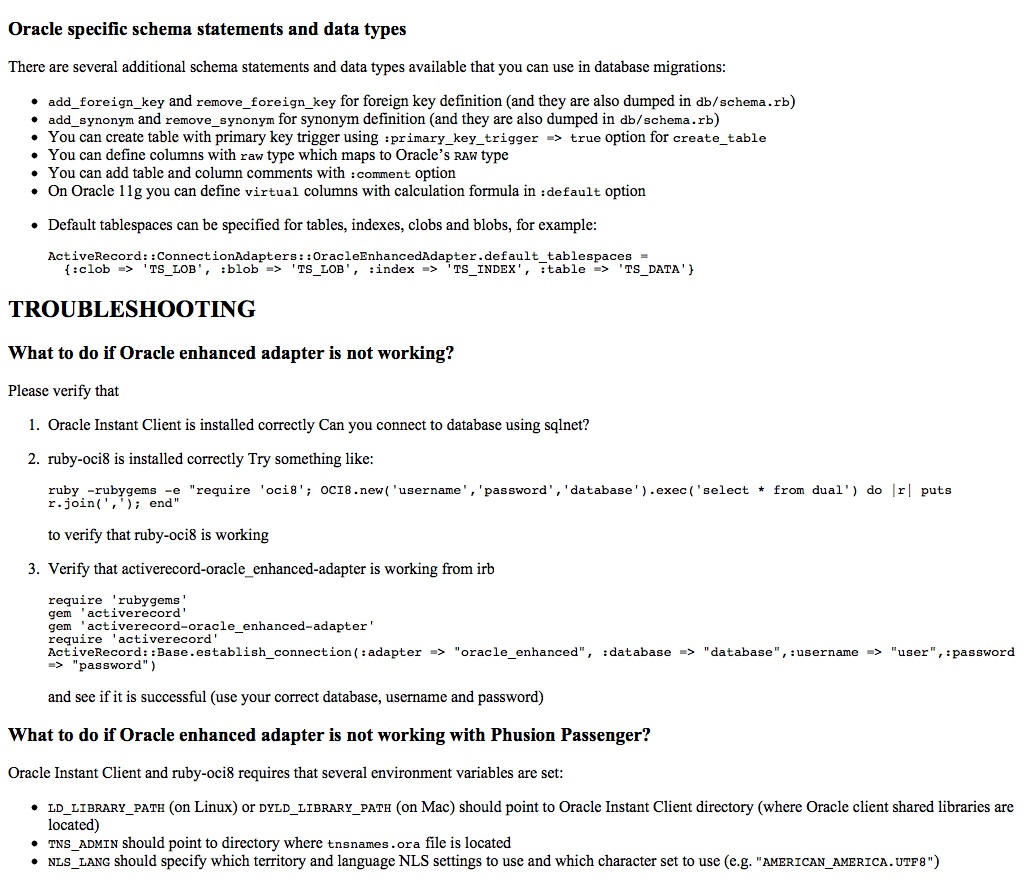 Oracle specific schema statements and data types
There are several additional schema statements and data types available that you can use in database migrations:
• add_foreign_key and remove_foreign_key for foreign key definition (and they are also dumped in db/schema.rb)
• add_synonym and remove_synonym for synonym definition (and they are also dumped in db/schema.rb)
• You can create table with primary key trigger using :primary_key_trigger => true option for create_table
• You can define columns with raw type which maps to Oracle's RAW type
• You can add table and column comments with :comment option
• On Oracle 11g you can define virtual columns with calculation formula in :default option
• Default tablespaces can be specified for tables, indexes, clobs and blobs, for example:
ActiveRecord::ConnectionAdapters::OracleEnhancedAdapter.default_tablespaces =
{:clob => 'TS_LOB', :blob => 'TS_LOB', :index => 'TS_INDEX', :table => 'TS_DATA'}
TROUBLESHOOTING
What to do if Oracle enhanced adapter is not working?
Please verify that
1. Oracle Instant Client is installed correctly Can you connect to database using sqlnet?
2. ruby-oci8 is installed correctly Try something like:
ruby -rubygems -e "require 'oci8'; OCI8.new('username','password','database').exec('select * from dual') do |r| puts
r.join(','); end"
to verify that ruby-oci8 is working
3. Verify that activerecord-oracle_enhanced-adapter is working from irb
require 'rubygems'
gem 'activerecord'
gem 'activerecord-oracle_enhanced-adapter'
require 'activerecord'
ActiveRecord::Base.establish_connection(:adapter => "oracle_enhanced", :database => "database",:username => "user",:password
=> "password")
and see if it is successful (use your correct database, username and password)
What to do if Oracle enhanced adapter is not working with Phusion Passenger?
Oracle Instant Client and ruby-oci8 requires that several environment variables are set:
• LD_LIBRARY_PATH (on Linux) or DYLD_LIBRARY_PATH (on Mac) should point to Oracle Instant Client directory (where Oracle client shared libraries are
located)
• TNS_ADMIN should point to directory where tnsnames.ora file is located
• NLS_LANG should specify which territory and language NLS settings to use and which character set to use (e.g. "AMERICAN_AMERICA.UTF8")